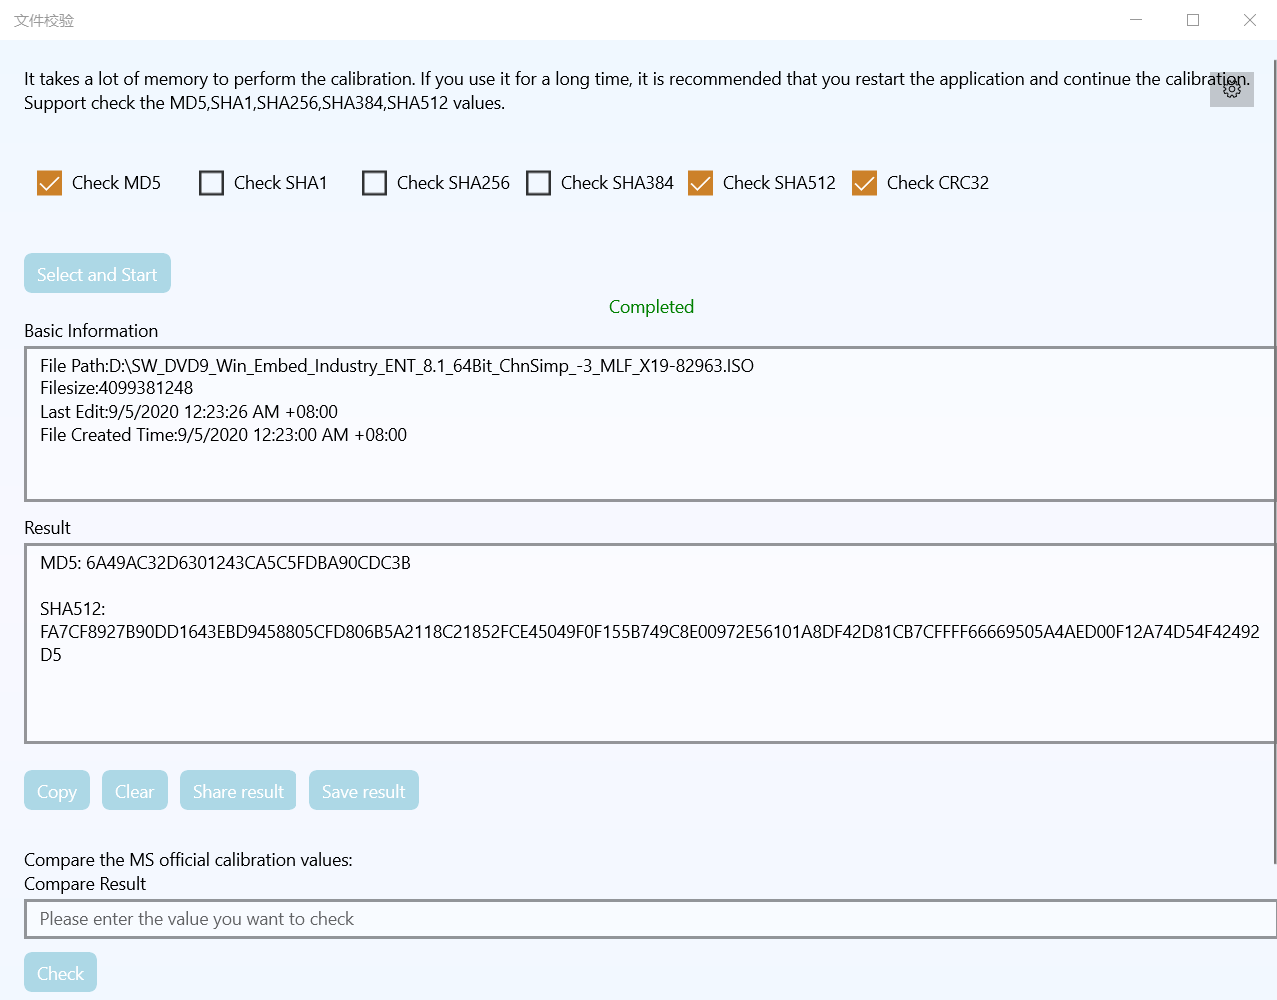 文件校验
It takes a lot of memory to perform the calibration. If you use it for a long time, it is recommended that you restart the application and continue the calibration.
Support check the MD5,SHA1,SHA256,SHA384,SHA512 values.
Check MD5 Check SHA1 Check SHA256 Check SHA384 Check SHA512 Check CRC32
Select and Start
Completed
Basic Information
File Path:D:\SW_DVD9_Win_Embed_Industry_ENT_8.1_64Bit_ChnSimp_-3_MLF_X19-82963.ISO
Filesize:4099381248
Last Edit:9/5/2020 12:23:26 AM +08:00
File Created Time:9/5/2020 12:23:00 AM +08:00
Result
MD5: 6A49AC32D6301243CA5C5FDBA90CDC3B
SHA512:
FA7CF8927B90DD1643EBD9458805CFD806B5A2118C21852FCE45049F0F155B749C8E00972E56101A8DF42D81CB7CFFFF66669505A4AED00F12A74D54F42492
D5
Copy Clear Share result Save result
Compare the MS official calibration values:
Compare Result
Please enter the value you want to check
Check